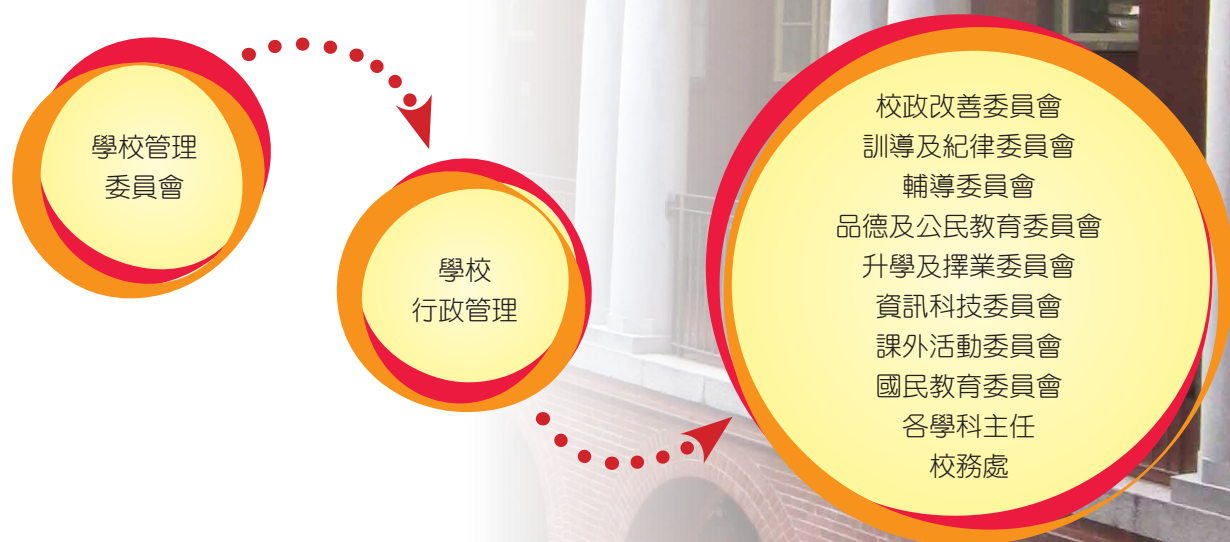 學校管理
委員會
學校
行政管理
校政改善委員會
訓導及紀律委員會
輔導委員會
品德及公民教育委員會
升學及擇業委員會
資訊科技委員會
課外活動委員會
國民教育委員會
各學科主任
校務處